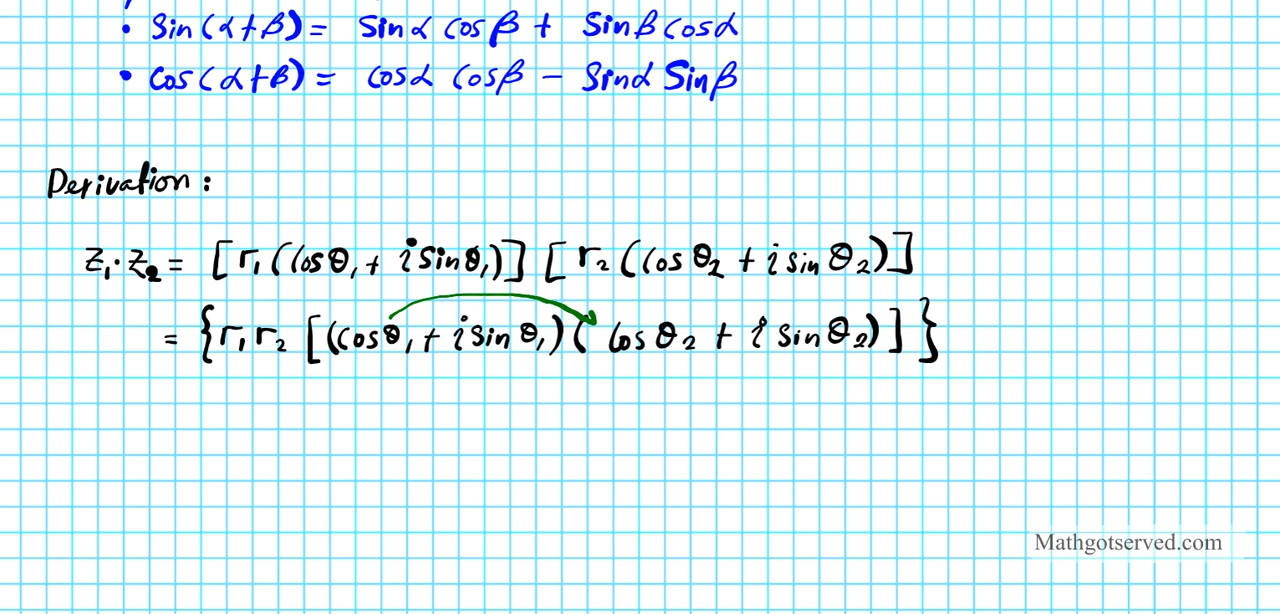 • Sin(α+β) = Sinα cosβ + Sinβ cosα
• Cos(α+β) = cosα cosβ − Sinα Sinβ
Derivation:
z₁·z₂ = [r₁(cosθ₁ + i sinθ₁)] [r₂(cosθ₂ + i sinθ₂)]
= {r₁r₂ [(cosθ₁ + i sinθ₁)(cosθ₂ + i sinθ₂)]}
Mathgotserved.com